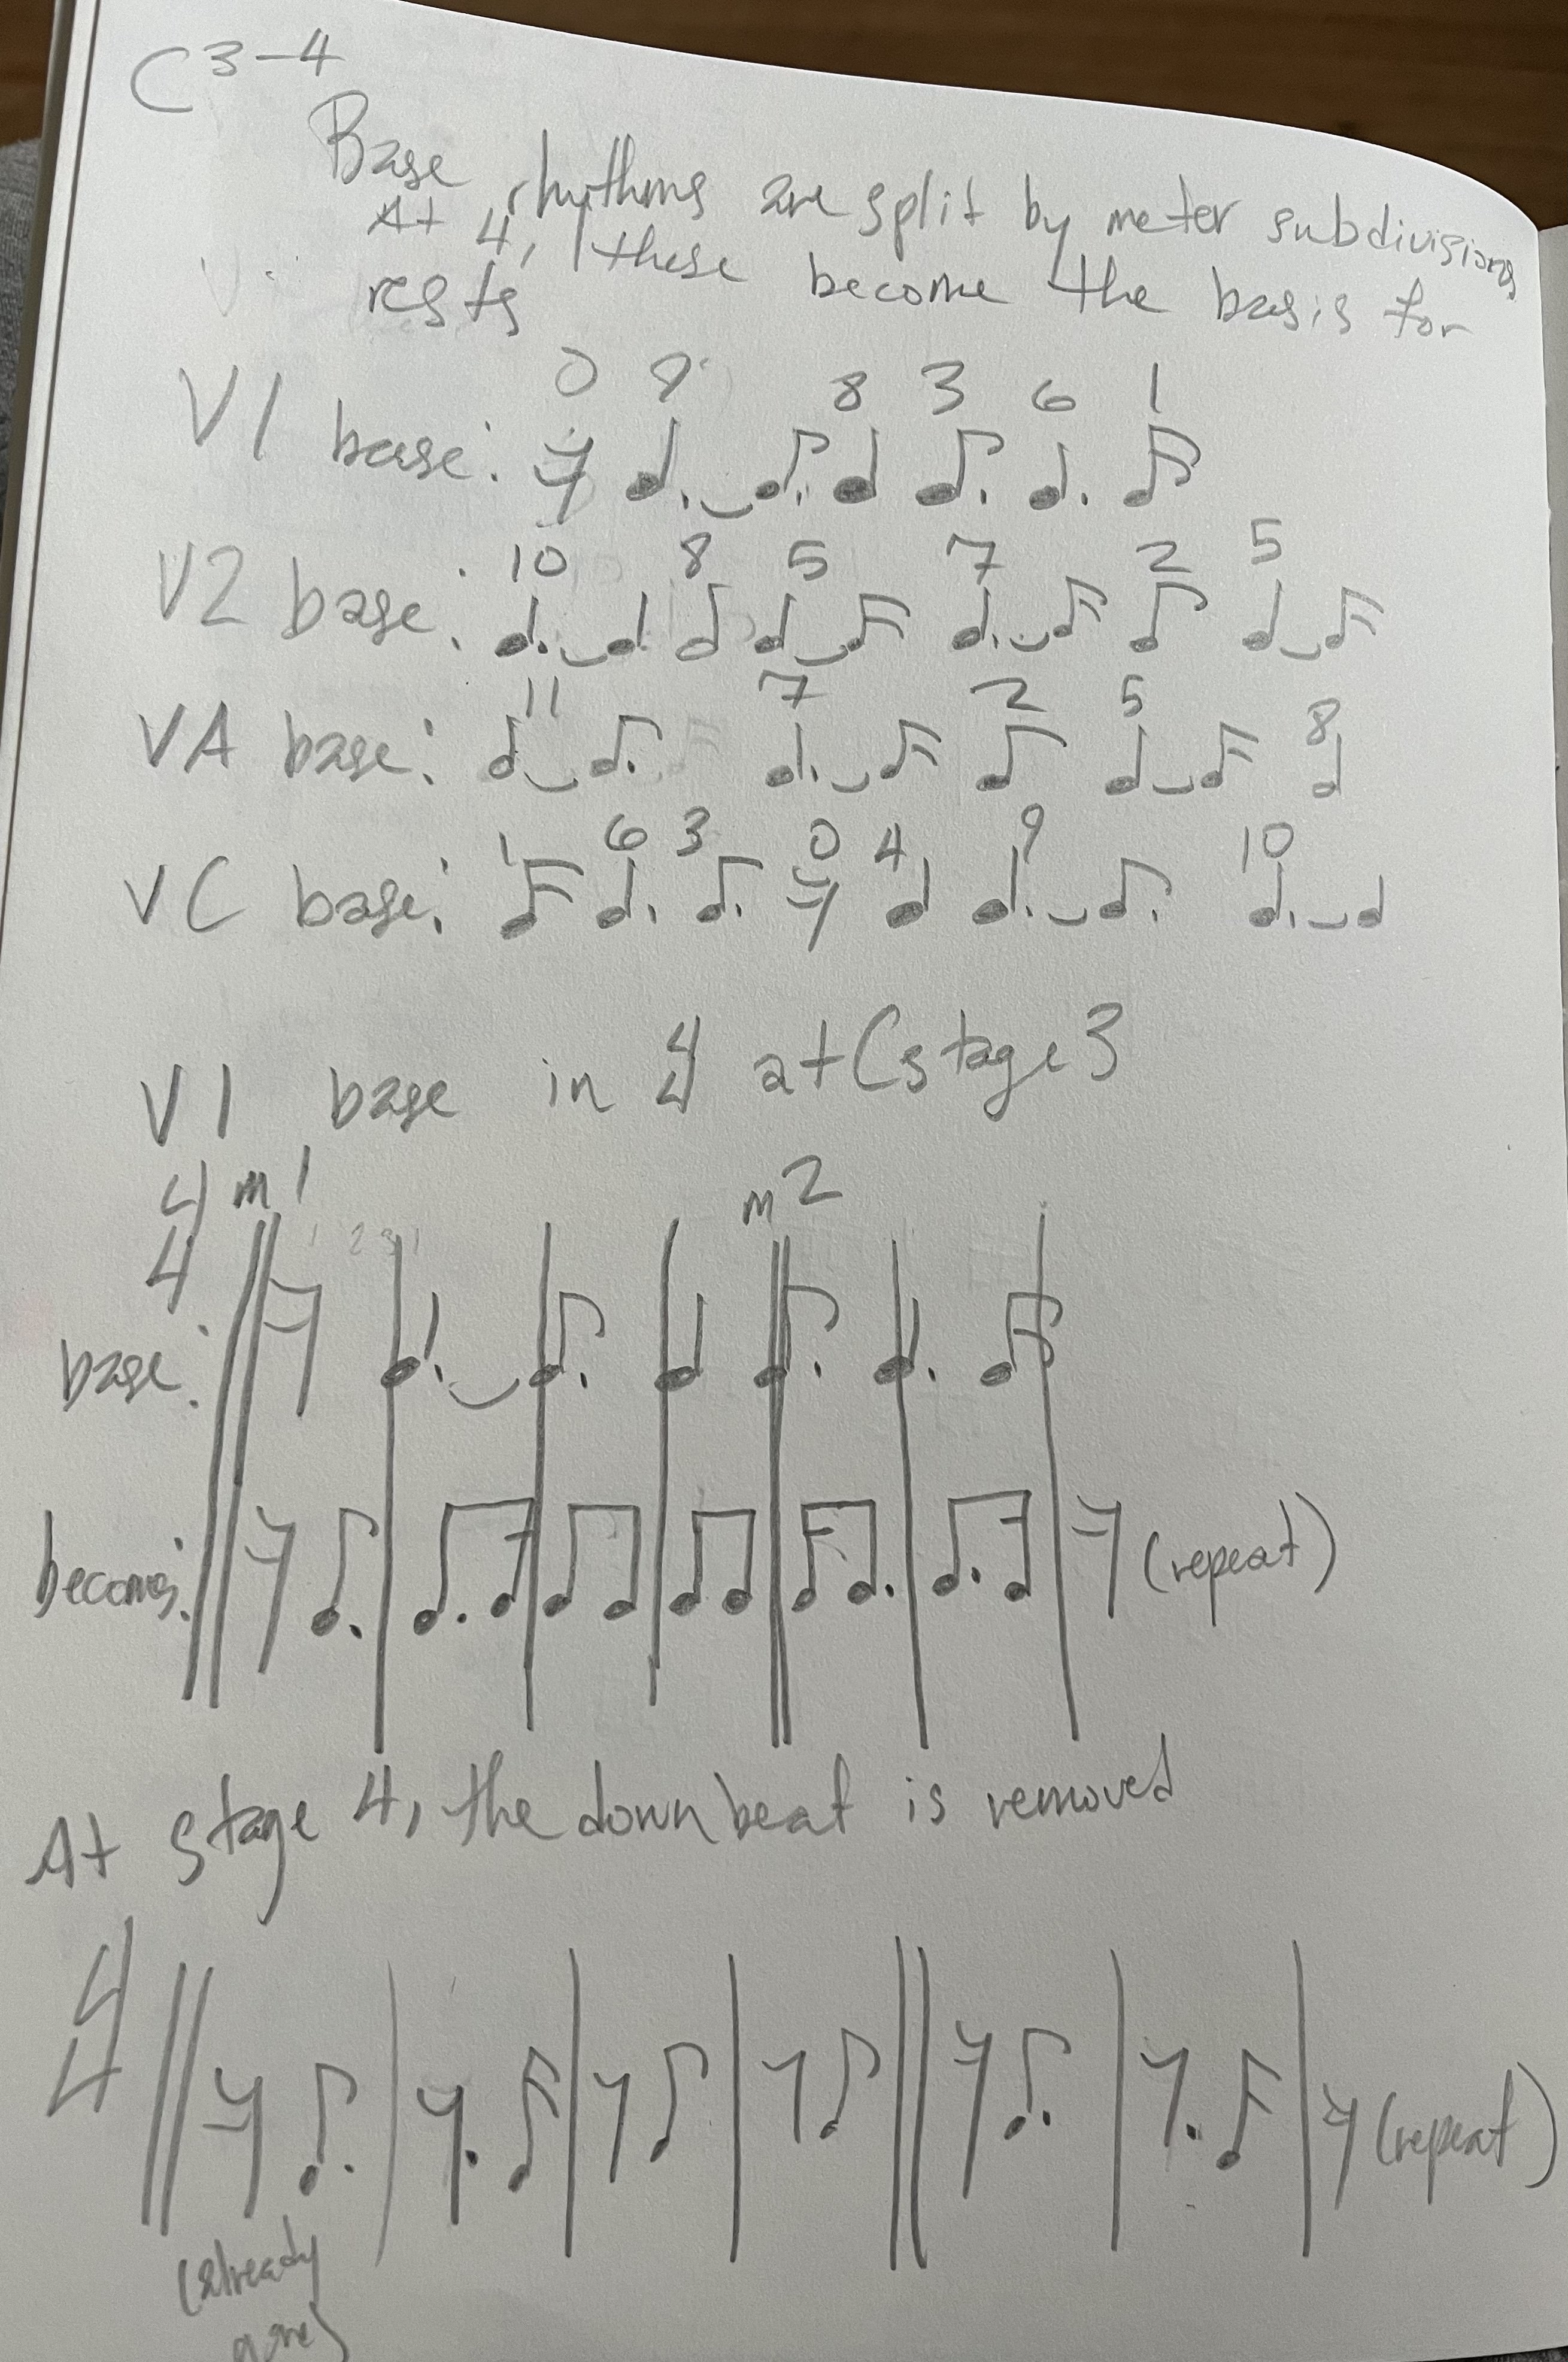 C 3-4
Base rhythms are split by meter subdivisions
At 4, these become the basis for
rests
0 9 8 3 6 1
V1 base:
10 8 5 7 2 5
V2 base:
11 7 2 5 8
VA base:
1 6 3 0 4 9 10
VC base:
V1 base in 4/4 at C stage 3
m1 m2
4
4
base:
becomes: (repeat)
At stage 4, the downbeat is removed
4
4
(repeat)
(already
gone)